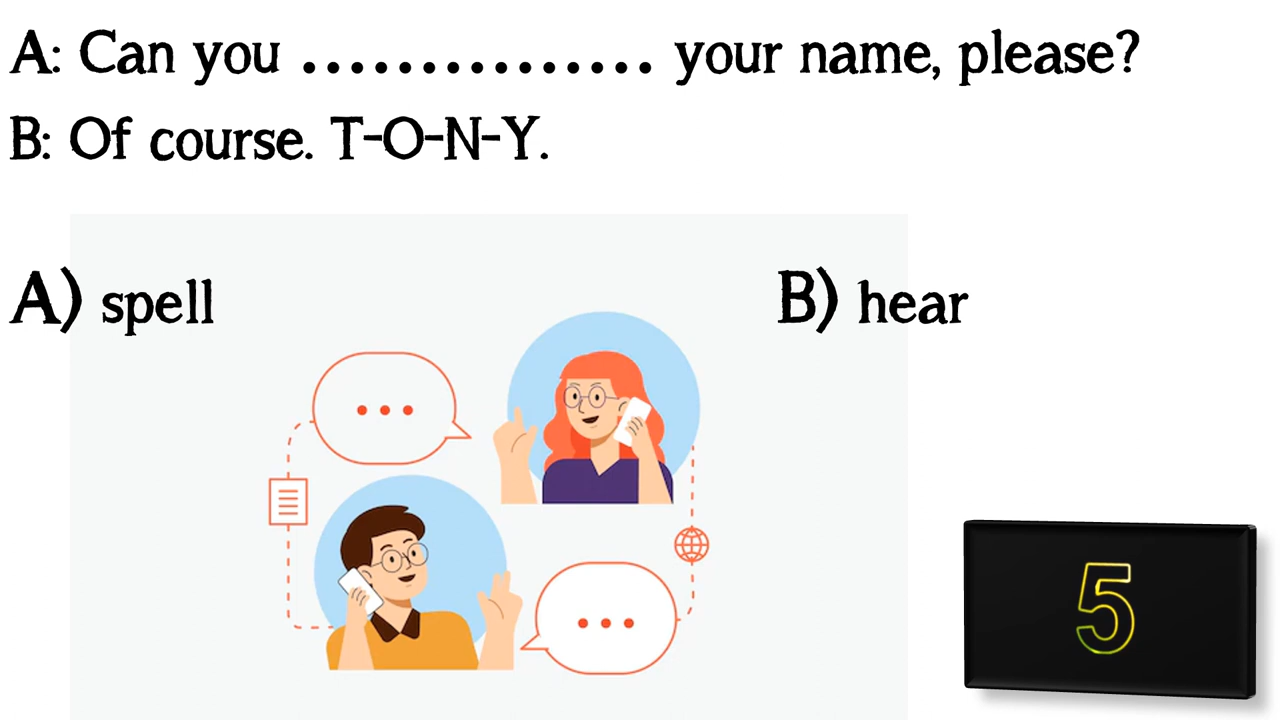 A: Can you ............... your name, please?
B: Of course. T-O-N-Y.
A) spell
B) hear
5